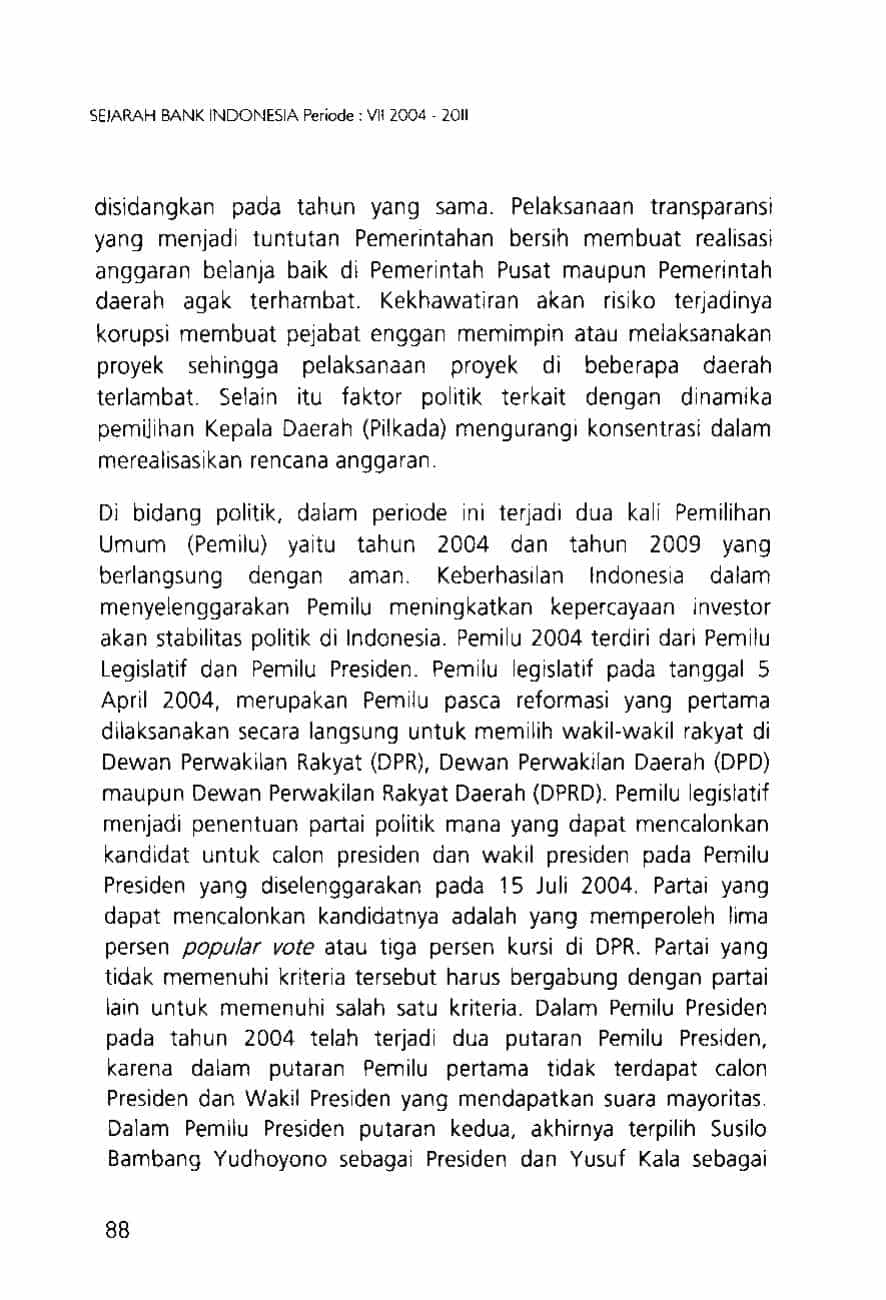 SEJARAH BANK INDONESIA Periode : VII 2004 - 2011
disidangkan pada tahun yang sama. Pelaksanaan transparansi
yang menjadi tuntutan Pemerintahan bersih membuat realisasi
anggaran belanja baik di Pemerintah Pusat maupun Pemerintah
daerah agak terhambat. Kekhawatiran akan risiko terjadinya
korupsi membuat pejabat enggan memimpin atau melaksanakan
proyek sehingga pelaksanaan proyek di beberapa daerah
terlambat. Selain itu faktor politik terkait dengan dinamika
pemilihan Kepala Daerah (Pilkada) mengurangi konsentrasi dalam
merealisasikan rencana anggaran.
Di bidang politik, dalam periode ini terjadi dua kali Pemilihan
Umum (Pemilu) yaitu tahun 2004 dan tahun 2009 yang
berlangsung dengan aman. Keberhasilan Indonesia dalam
menyelenggarakan Pemilu meningkatkan kepercayaan investor
akan stabilitas politik di Indonesia. Pemilu 2004 terdiri dari Pemilu
Legislatif dan Pemilu Presiden. Pemilu legislatif pada tanggal 5
April 2004, merupakan Pemilu pasca reformasi yang pertama
dilaksanakan secara langsung untuk memilih wakil-wakil rakyat di
Dewan Perwakilan Rakyat (DPR), Dewan Perwakilan Daerah (DPD)
maupun Dewan Perwakilan Rakyat Daerah (DPRD). Pemilu legislatif
menjadi penentuan partai politik mana yang dapat mencalonkan
kandidat untuk calon presiden dan wakil presiden pada Pemilu
Presiden yang diselenggarakan pada 15 Juli 2004. Partai yang
dapat mencalonkan kandidatnya adalah yang memperoleh lima
persen popular vote atau tiga persen kursi di DPR. Partai yang
tidak memenuhi kriteria tersebut harus bergabung dengan partai
lain untuk memenuhi salah satu kriteria. Dalam Pemilu Presiden
pada tahun 2004 telah terjadi dua putaran Pemilu Presiden,
karena dalam putaran Pemilu pertama tidak terdapat calon
Presiden dan Wakil Presiden yang mendapatkan suara mayoritas.
Dalam Pemilu Presiden putaran kedua, akhirnya terpilih Susilo
Bambang Yudhoyono sebagai Presiden dan Yusuf Kala sebagai
88